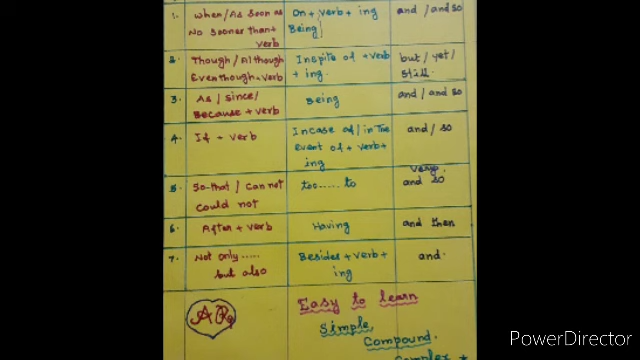 1. When/As soon as On + verb + ing and / and so
No sooner than + verb Being
2. Though/Although Inspite of + verb but / yet /
Eventhough + verb + ing. still.
3. As / since / Being and / and so
Because + verb
4. If - verb Incase of / in the and / so
event of + verb +
ing
very
5. So-that / can not too.....to and so
could not
6. After + verb Having and then
7. Not only ..... Besides + verb + and.
but also ing
Easy to learn
Simple
Compound.
Complex
PowerDirector